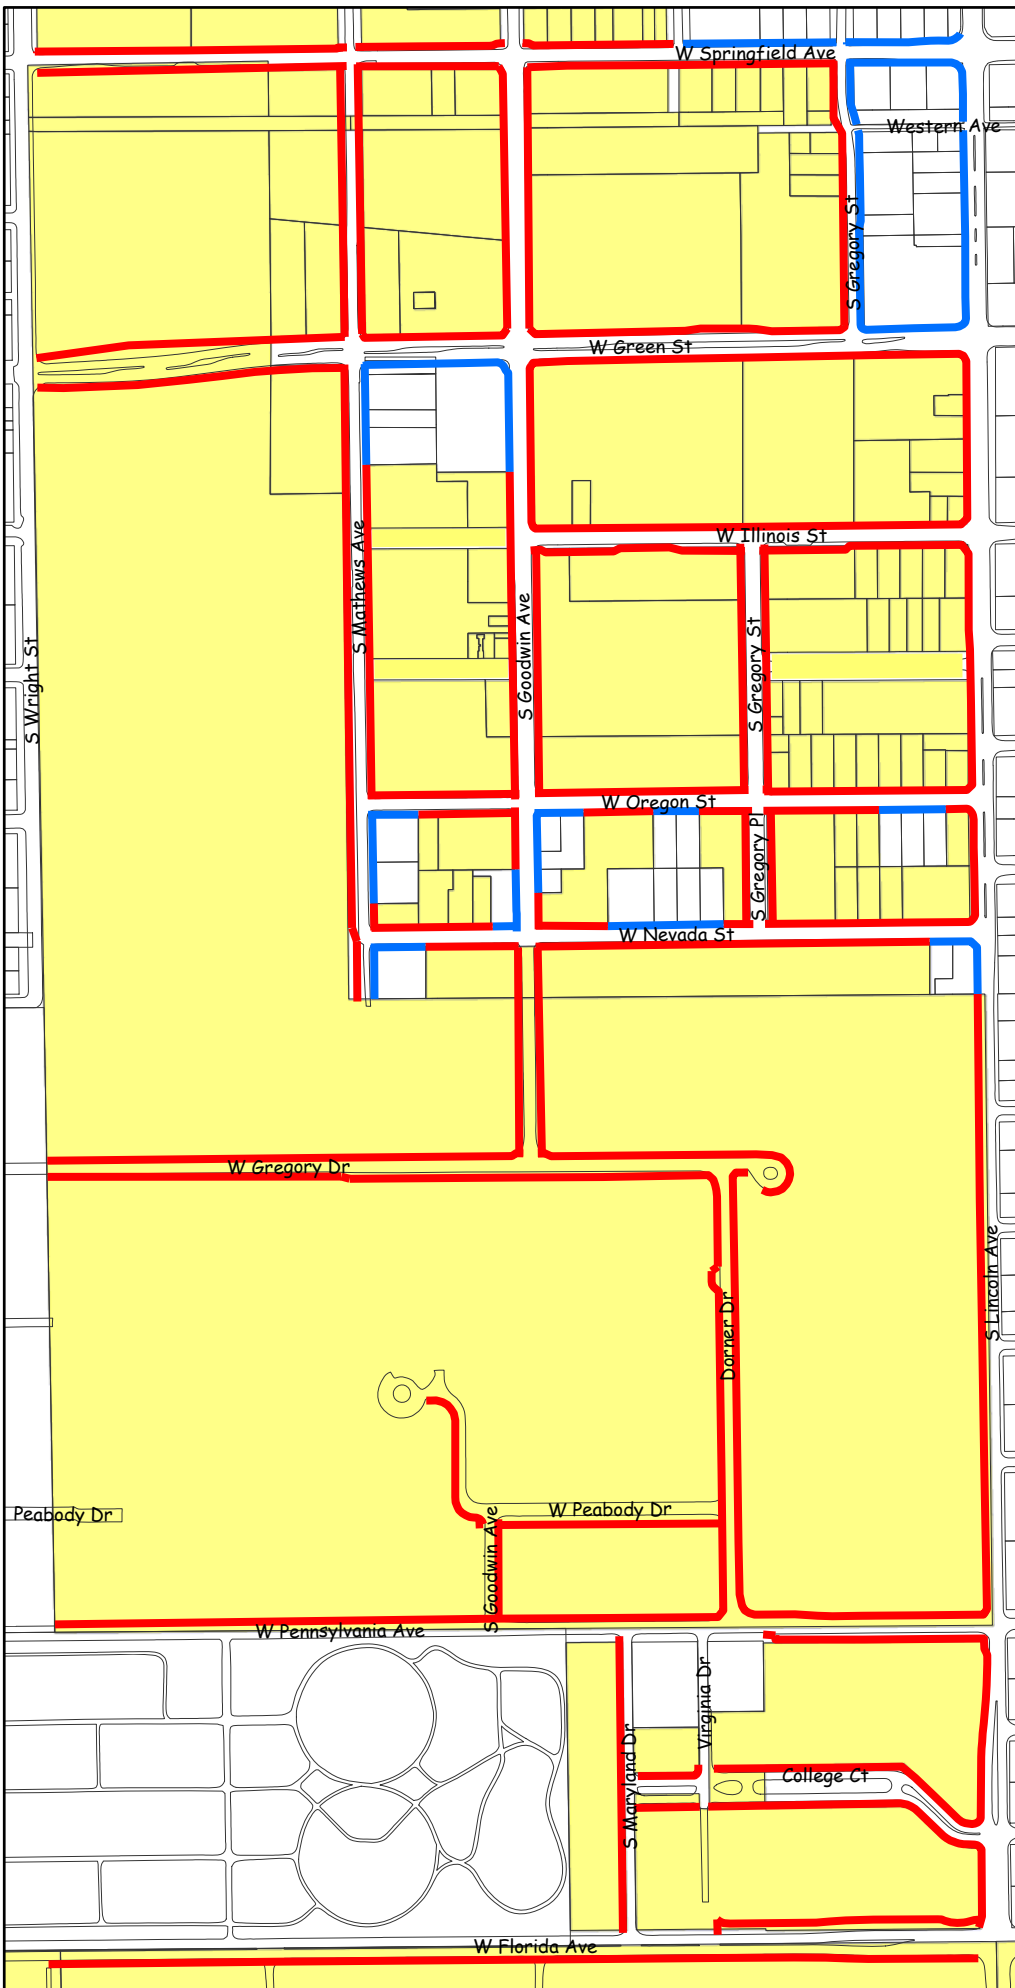 W Springfield Ave
Western Ave
S Gregory St
W Green St
W Illinois St
S Mathews Ave
S Goodwin Ave
S Gregory St
S Wright St
W Oregon St
S Gregory Pl
W Nevada St
W Gregory Dr
S Lincoln Ave
Dorner Dr
Peabody Dr
W Peabody Dr
S Goodwin Ave
W Pennsylvania Ave
Virginia Dr
S Maryland Dr
College Ct
W Florida Ave